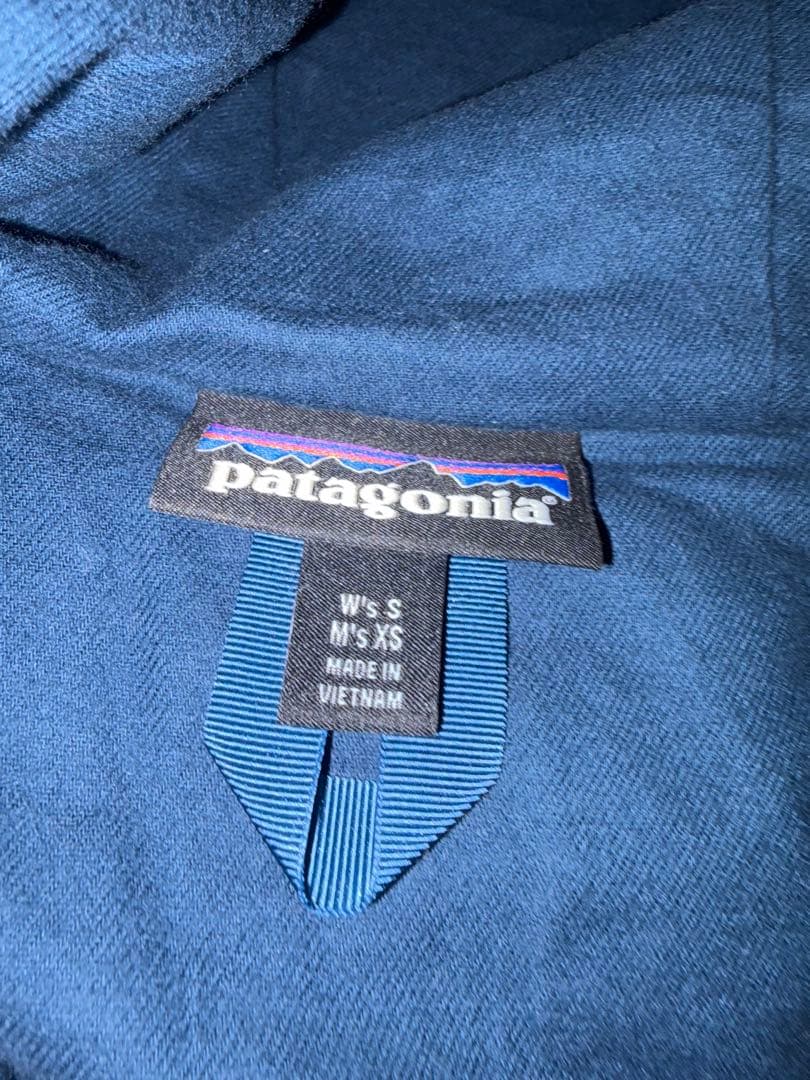 patagonia®
W's S
M's XS
MADE IN
VIETNAM